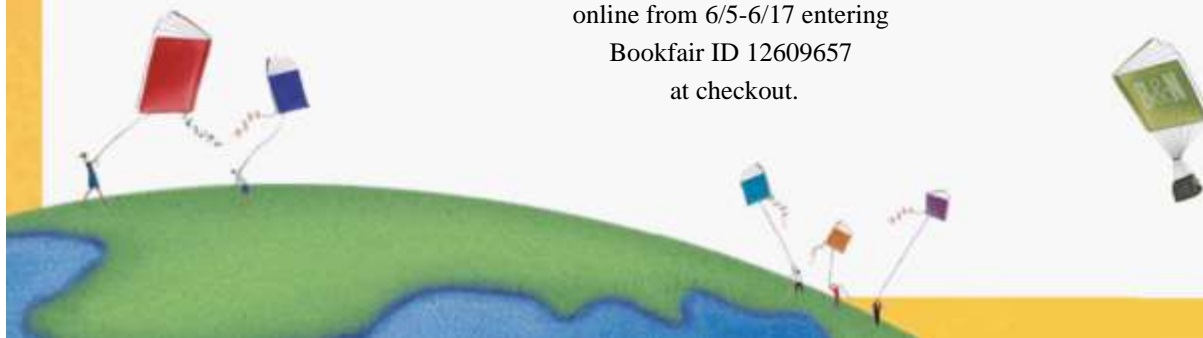 online from 6/5-6/17 entering
Bookfair ID 12609657
at checkout.
B&N